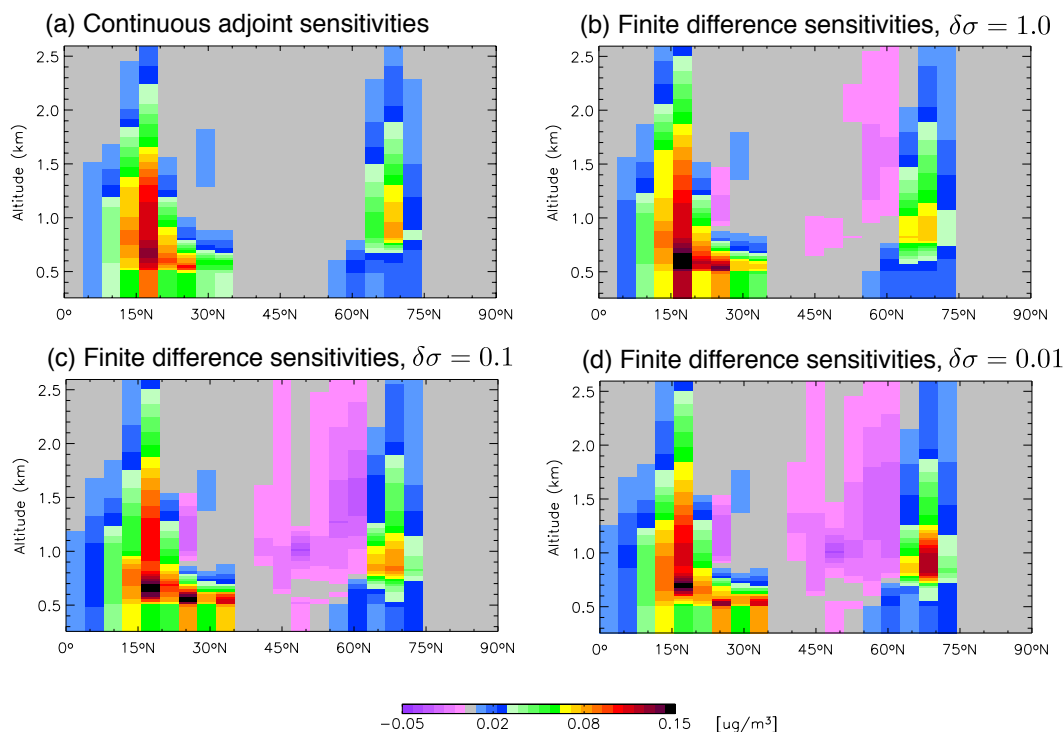 (a) Continuous adjoint sensitivities
(b) Finite difference sensitivities, δσ = 1.0
2.5
2.0
1.5
1.0
0.5
Altitude (km)
0° 15°N 30°N 45°N 60°N 75°N 90°N
2.5
2.0
1.5
1.0
0.5
Altitude (km)
0° 15°N 30°N 45°N 60°N 75°N 90°N
(c) Finite difference sensitivities, δσ = 0.1
(d) Finite difference sensitivities, δσ = 0.01
2.5
2.0
1.5
1.0
0.5
Altitude (km)
0° 15°N 30°N 45°N 60°N 75°N 90°N
2.5
2.0
1.5
1.0
0.5
Altitude (km)
0° 15°N 30°N 45°N 60°N 75°N 90°N
−0.05 0.02 0.08 0.15 [ug/m³]